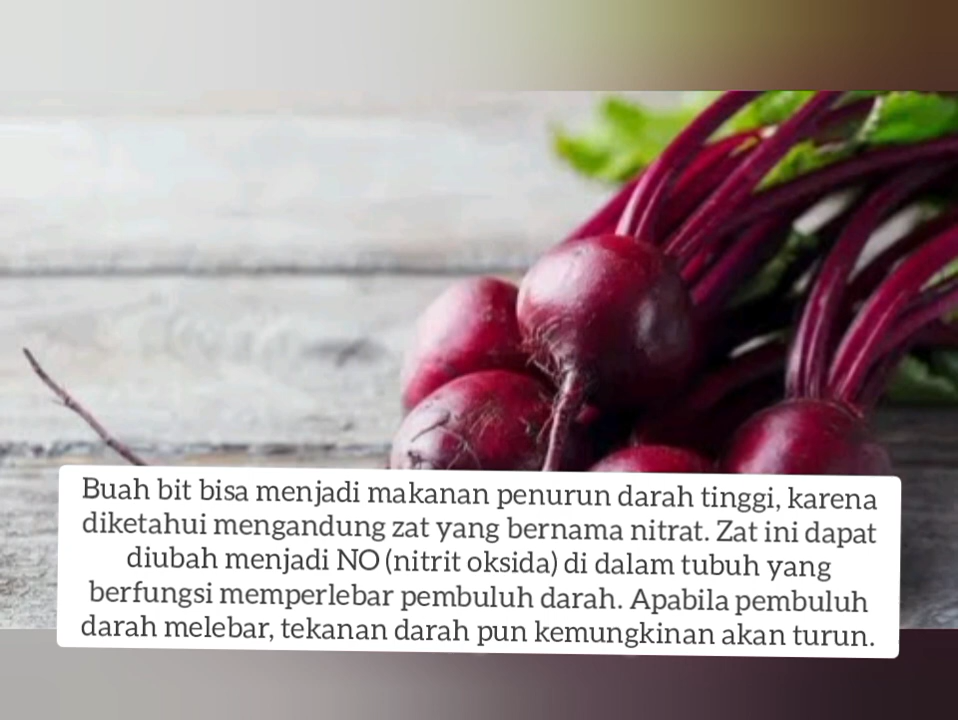 Buah bit bisa menjadi makanan penurun darah tinggi, karena
diketahui mengandung zat yang bernama nitrat. Zat ini dapat
diubah menjadi NO (nitrit oksida) di dalam tubuh yang
berfungsi memperlebar pembuluh darah. Apabila pembuluh
darah melebar, tekanan darah pun kemungkinan akan turun.